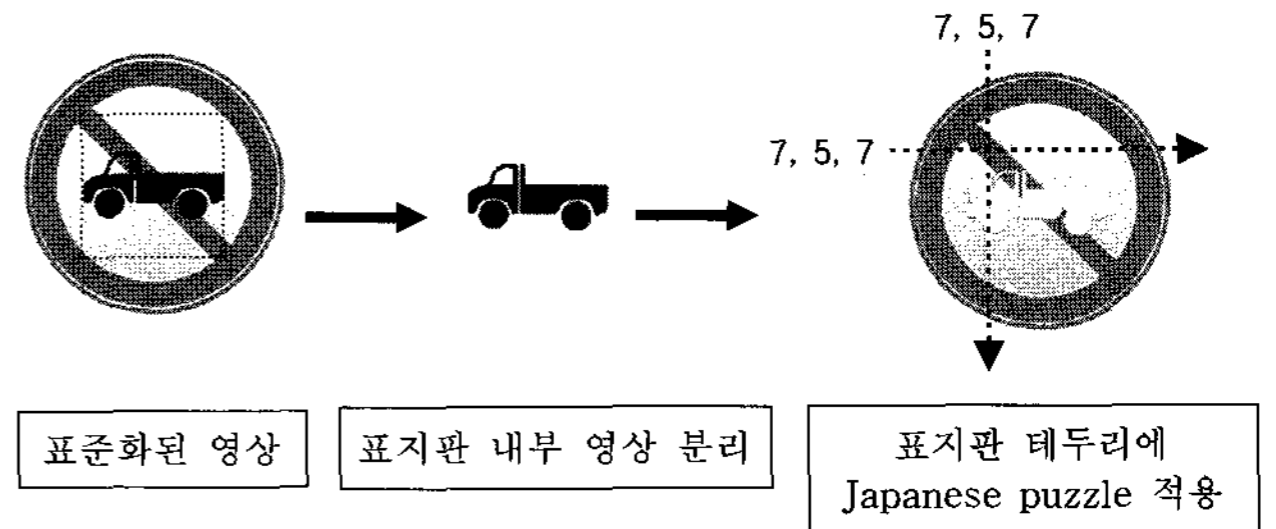 7, 5, 7
7, 5, 7
표준화된 영상
표지판 내부 영상 분리
표지판 테두리에
Japanese puzzle 적용